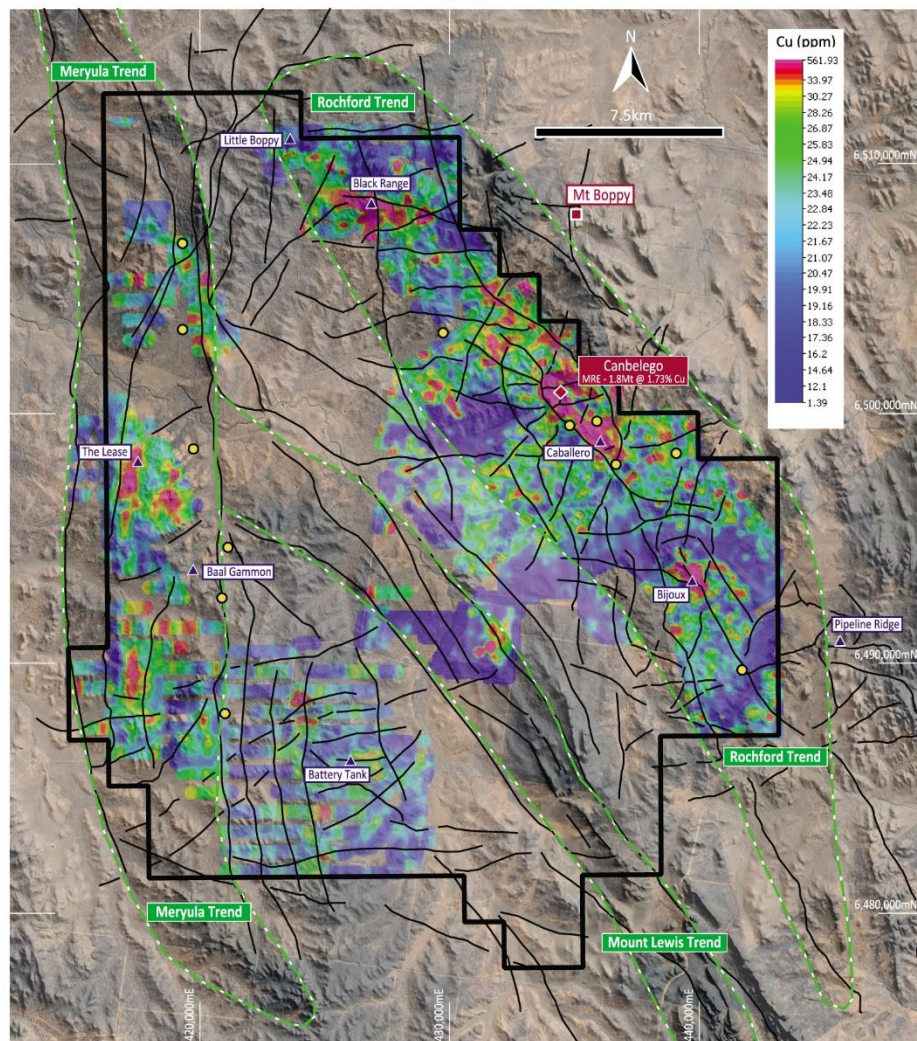 Cu (ppm)
561.93
33.97
30.27
28.26
26.87
25.83
24.94
24.17
23.48
22.84
22.23
21.67
21.07
20.47
19.91
19.16
18.33
17.36
16.2
14.64
12.1
1.39
N
7.5km
Meryula Trend
Rochford Trend
Little Boppy
6,510,000mN
Black Range
Mt Boppy
Canbelego
MRE - 1.8Mt @ 1.73% Cu
6,500,000mN
The Lease
Caballero
Baal Gammon
Bijoux
Pipeline Ridge
6,490,000mN
Rochford Trend
Battery Tank
Meryula Trend
6,480,000mN
Mount Lewis Trend
420,000mE
430,000mE
440,000mE